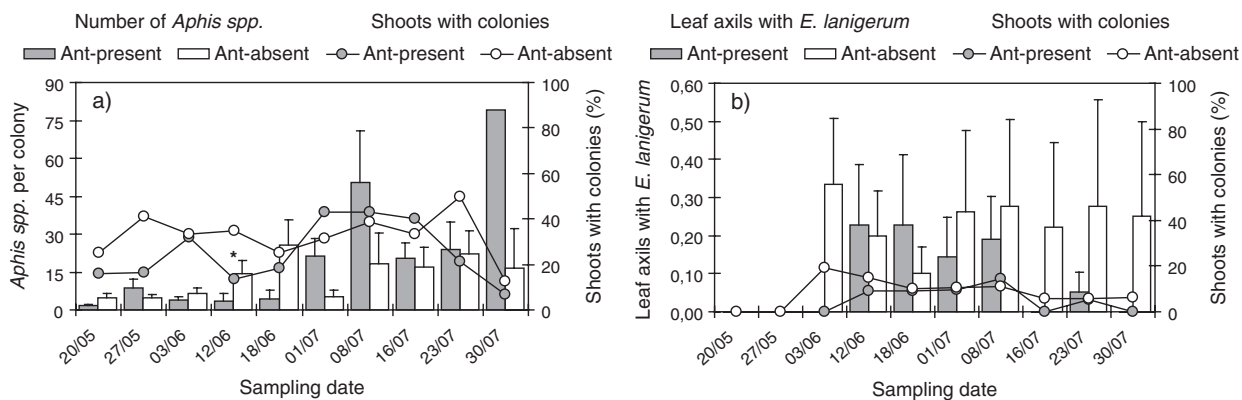 Number of Aphis spp. Shoots with colonies
Ant-present Ant-absent Ant-present Ant-absent
a)
Aphis spp. per colony
90
75
60
45
30
15
0
Shoots with colonies (%)
100
80
60
40
20
0
*
20/05 27/05 03/06 12/06 18/06 01/07 08/07 16/07 23/07 30/07
Sampling date
Leaf axils with E. lanigerum Shoots with colonies
Ant-present Ant-absent Ant-present Ant-absent
b)
Leaf axils with E. lanigerum
0,60
0,50
0,40
0,30
0,20
0,10
0,00
Shoots with colonies (%)
100
80
60
40
20
0
20/05 27/05 03/06 12/06 18/06 01/07 08/07 16/07 23/07 30/07
Sampling date